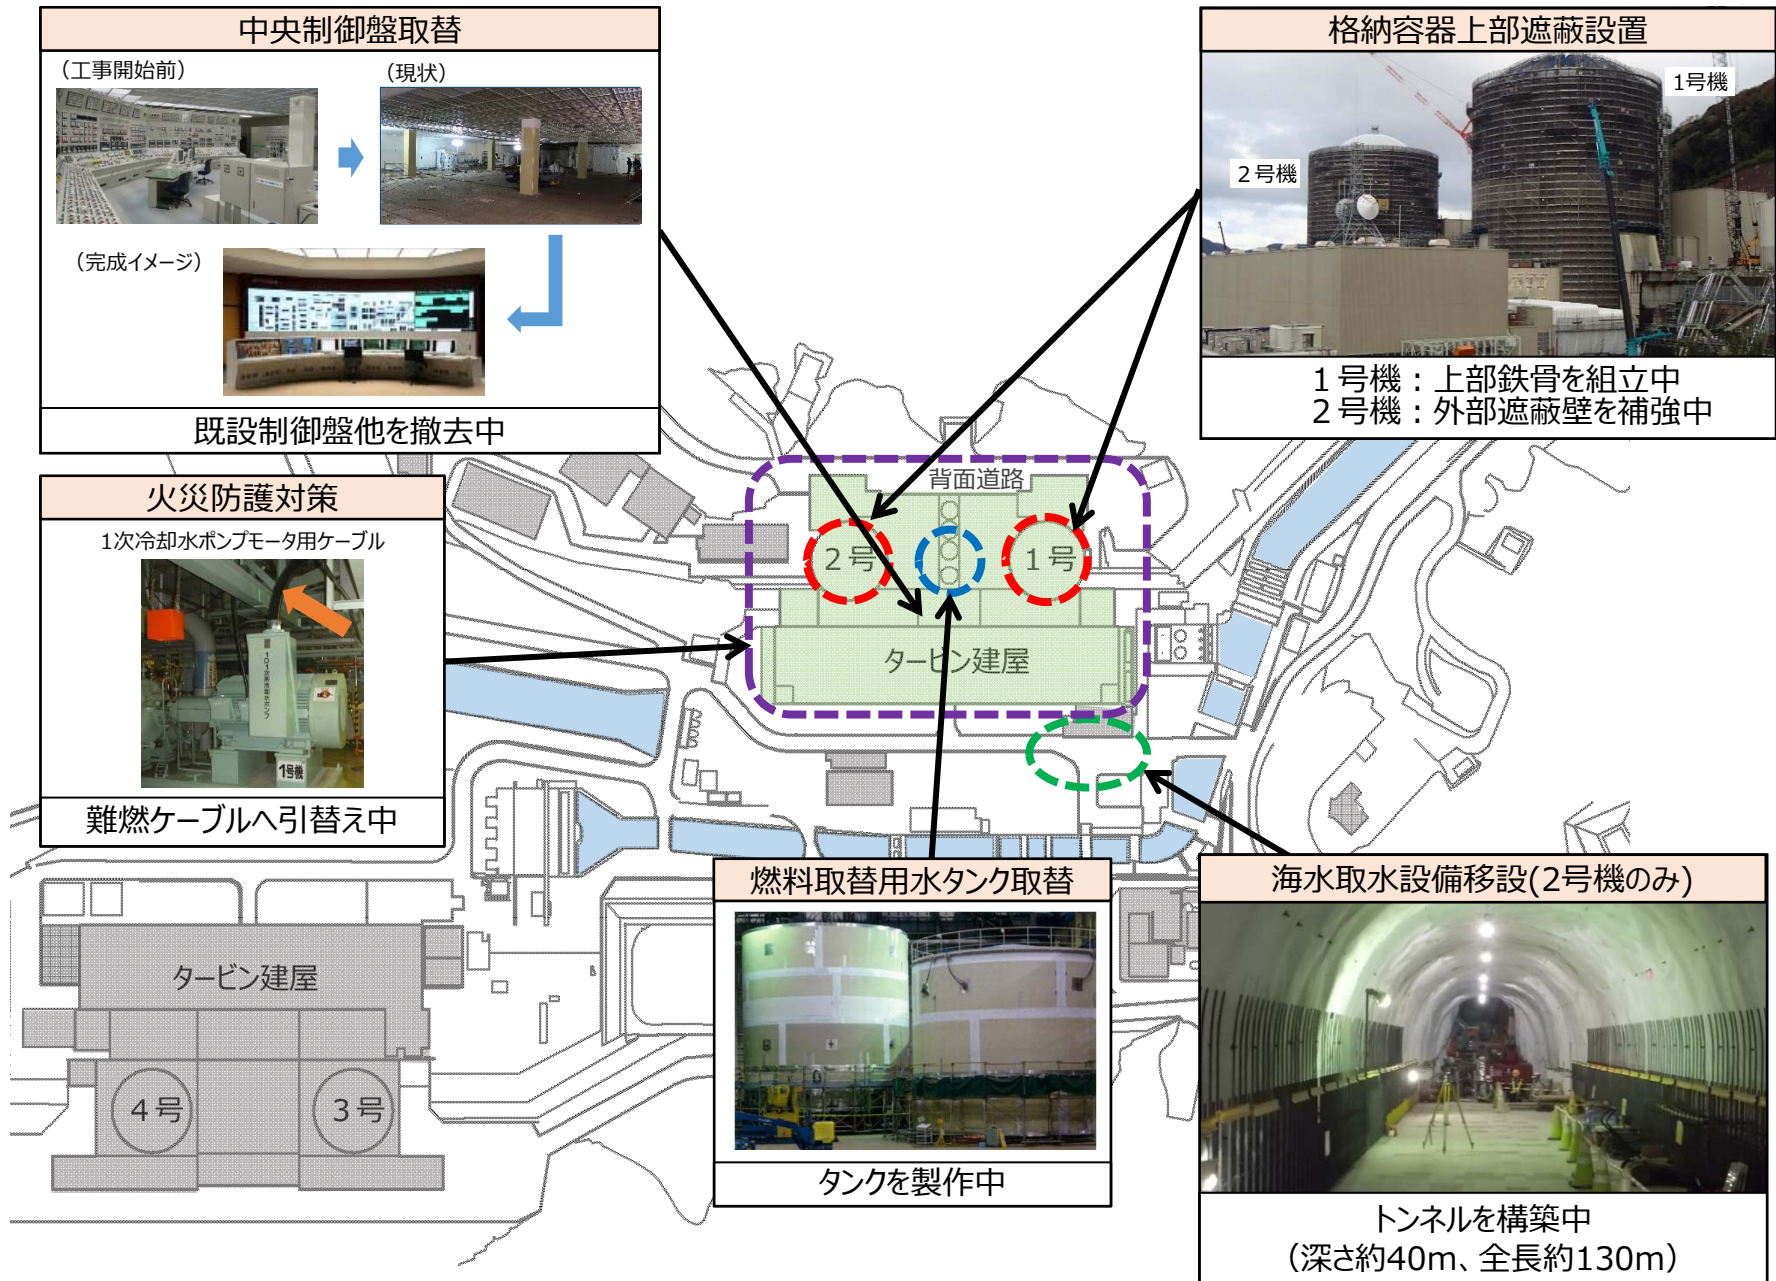 中央制御盤取替
（工事開始前）
（現状）
（完成イメージ）
既設制御盤他を撤去中
格納容器上部遮蔽設置
1号機
２号機
１号機：上部鉄骨を組立中
２号機：外部遮蔽壁を補強中
火災防護対策
1次冷却水ポンプモータ用ケーブル
1号機
難燃ケーブルへ引替え中
背面道路
２号
１号
タービン建屋
燃料取替用水タンク取替
タンクを製作中
海水取水設備移設(2号機のみ)
トンネルを構築中
（深さ約40m、全長約130m）
タービン建屋
４号
３号